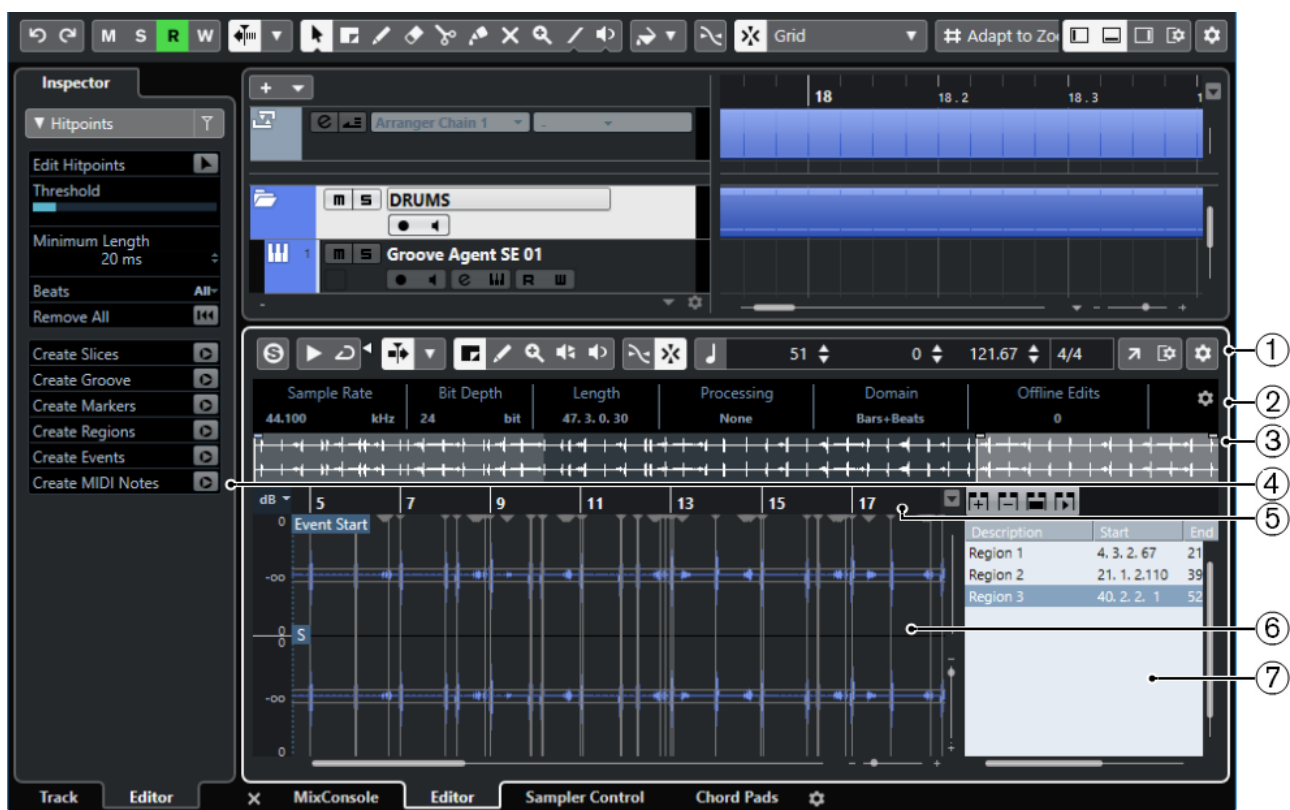 M S R W Grid Adapt to Zoo
Inspector
Hitpoints
Edit Hitpoints
Threshold
Minimum Length
20 ms
Beats All
Remove All
Create Slices
Create Groove
Create Markers
Create Regions
Create Events
Create MIDI Notes
18 18.2 18.3 1
e Arranger Chain 1 -
m S DRUMS
1 m S Groove Agent SE 01
e R W
-
S 51 0 121.67 4/4
1
Sample Rate Bit Depth Length Processing Domain Offline Edits
44.100 kHz 24 bit 47. 3. 0. 30 None Bars+Beats 0
2
3
4
dB 5 7 9 11 13 15 17
5
0 Event Start
-oo
0
0 S
-oo
0
Description Start End
Region 1 4. 3. 2. 67 21
Region 2 21. 1. 2.110 39
Region 3 40. 2. 2. 1 52
6
7
Track Editor MixConsole Editor Sampler Control Chord Pads